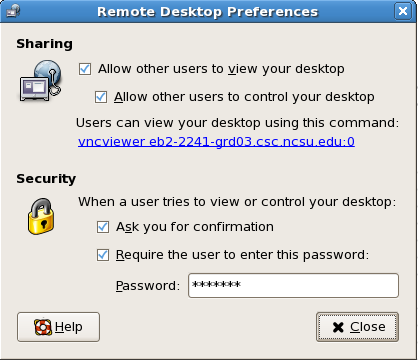 Remote Desktop Preferences
Sharing
Allow other users to view your desktop
Allow other users to control your desktop
Users can view your desktop using this command:
vncviewer eb2-2241-grd03.csc.ncsu.edu:0
Security
When a user tries to view or control your desktop:
Ask you for confirmation
Require the user to enter this password:
Password: *******
Help
Close